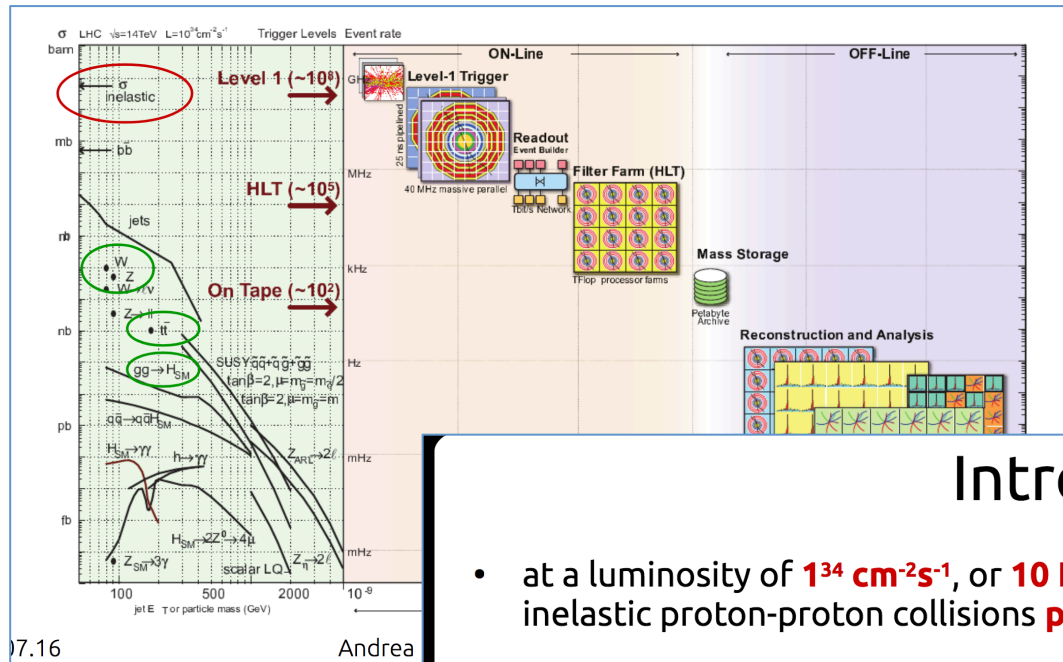 σ LHC √s=14TeV L=10³⁴cm⁻²s⁻¹ Trigger Levels Event rate
barn
ON-Line
OFF-Line
Level 1 (~10⁸)
GHz
Level-1 Trigger
σ
inelastic
25 ns pipelined
mb
bb̄
Readout
Event Builder
MHz
40 MHz massive parallel
Filter Farm (HLT)
HLT (~10⁵)
Tbit/s Network
jets
W
Z
kHz
Mass Storage
TFlop processor farms
On Tape (~10²)
Z→ll
Petabyte
Archive
nb
tt̄
Reconstruction and Analysis
Hz
gg→H_SM
SUSY q̃q̃+q̃g̃+g̃g̃
tanβ=2,μ=m_g̃=m_q̃/2
tanβ=2,μ=m_g̃=m
pb
qq̄→qq̄H_SM
H_SM→γγ
h→γγ
Z_ARL→2ℓ
mHz
fb
H_SM→2Z⁰→4μ
Z_SM→3γ
scalar LQ
Z_η→2ℓ
mHz
100 500 2000 10⁻⁹
jet E T or particle mass (GeV)
07.16 Andrea
Intro
• at a luminosity of 1³⁴ cm⁻²s⁻¹, or 10
inelastic proton-proton collisions p